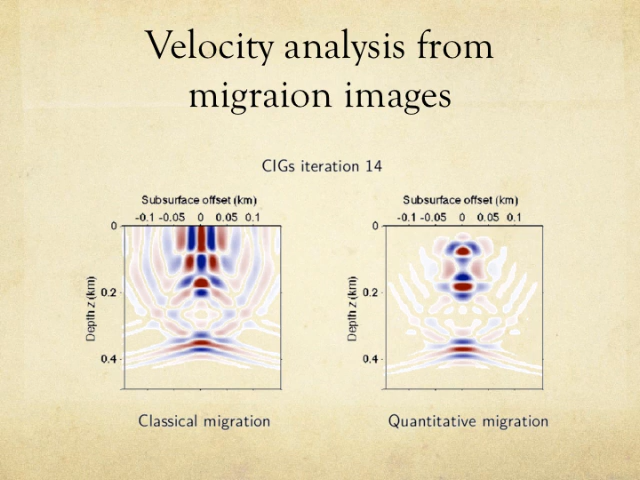 Velocity analysis from
migraion images
CIGs iteration 14
Subsurface offset (km)
-0.1 -0.05 0 0.05 0.1
0
0.2
0.4
Depth z (km)
Classical migration
Subsurface offset (km)
-0.1 -0.05 0 0.05 0.1
0
0.2
0.4
Depth z (km)
Quantitative migration